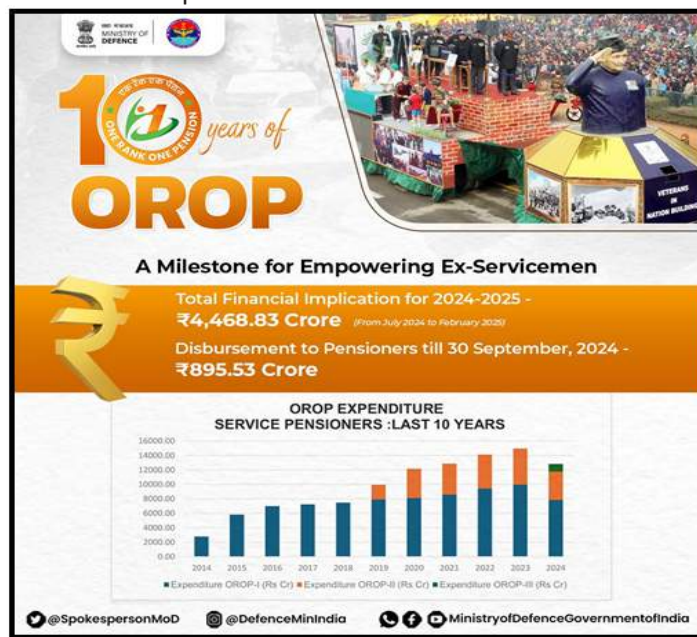 रक्षा मंत्रालय
MINISTRY OF
DEFENCE
10
एक रैंक एक पेंशन
ONE RANK ONE PENSION
years of
OROP
VETERANS
IN
NATION BUILDING
A Milestone for Empowering Ex-Servicemen
Total Financial Implication for 2024-2025 -
₹4,468.83 Crore (From July 2024 to February 2025)
Disbursement to Pensioners till 30 September, 2024 -
₹895.53 Crore
₹
OROP EXPENDITURE
SERVICE PENSIONERS :LAST 10 YEARS
16000.00
14000.00
12000.00
10000.00
8000.00
6000.00
4000.00
2000.00
0.00
2014 2015 2016 2017 2018 2019 2020 2021 2022 2023 2024
Expenditure OROP-I (Rs Cr) Expenditure OROP-II (Rs Cr) Expenditure OROP-III (Rs Cr)
@SpokespersonMoD @DefenceMinIndia MinistryofDefenceGovernmentofIndia